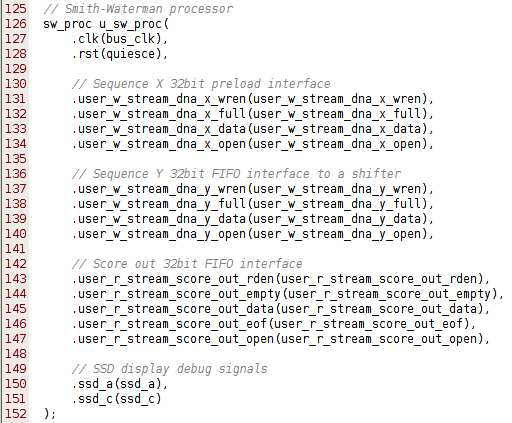 125 // Smith-Waterman processor
126 sw_proc u_sw_proc(
127 .clk(bus_clk),
128 .rst(quiesce),
129
130 // Sequence X 32bit preload interface
131 .user_w_stream_dna_x_wren(user_w_stream_dna_x_wren),
132 .user_w_stream_dna_x_full(user_w_stream_dna_x_full),
133 .user_w_stream_dna_x_data(user_w_stream_dna_x_data),
134 .user_w_stream_dna_x_open(user_w_stream_dna_x_open),
135
136 // Sequence Y 32bit FIFO interface to a shifter
137 .user_w_stream_dna_y_wren(user_w_stream_dna_y_wren),
138 .user_w_stream_dna_y_full(user_w_stream_dna_y_full),
139 .user_w_stream_dna_y_data(user_w_stream_dna_y_data),
140 .user_w_stream_dna_y_open(user_w_stream_dna_y_open),
141
142 // Score out 32bit FIFO interface
143 .user_r_stream_score_out_rden(user_r_stream_score_out_rden),
144 .user_r_stream_score_out_empty(user_r_stream_score_out_empty),
145 .user_r_stream_score_out_data(user_r_stream_score_out_data),
146 .user_r_stream_score_out_eof(user_r_stream_score_out_eof),
147 .user_r_stream_score_out_open(user_r_stream_score_out_open),
148
149 // SSD display debug signals
150 .ssd_a(ssd_a),
151 .ssd_c(ssd_c)
152 );